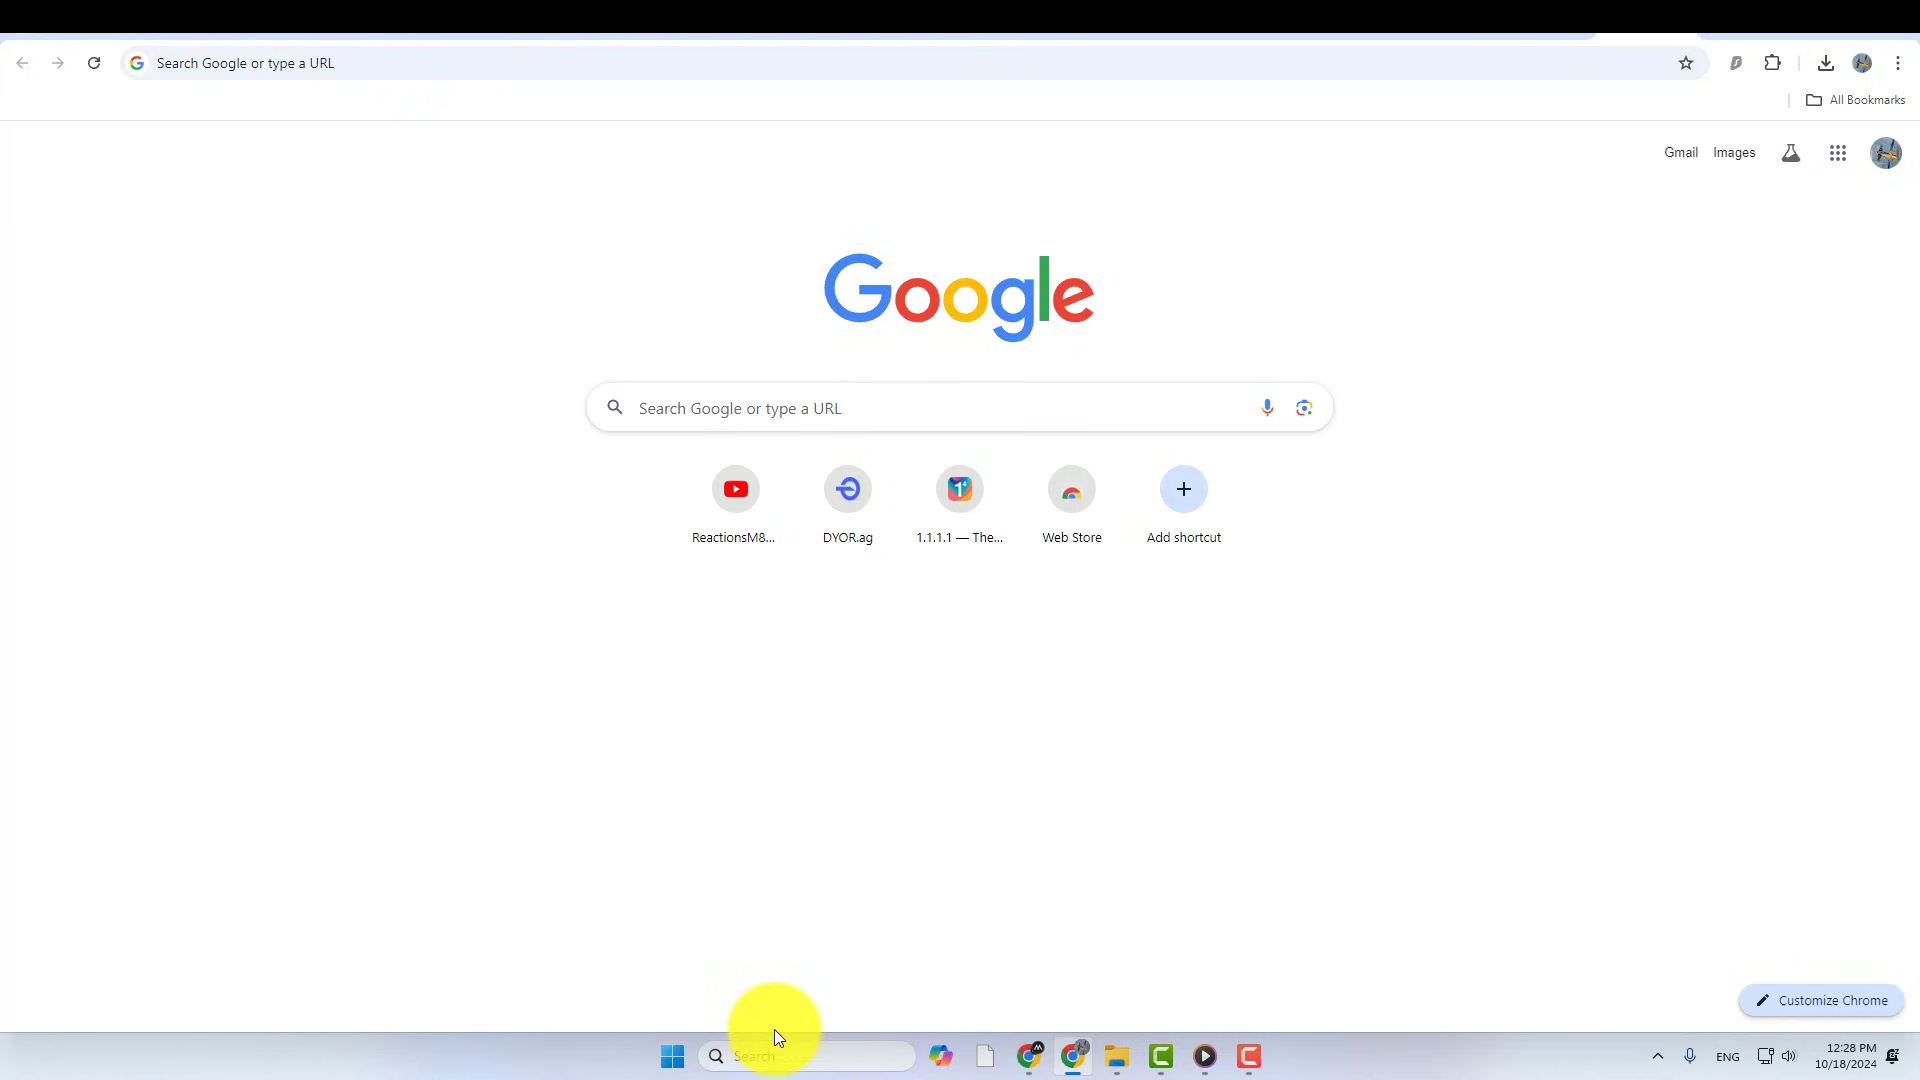 Search Google or type a URL
All Bookmarks
Gmail Images
Google
Search Google or type a URL
ReactionsM8... DYOR.ag 1.1.1.1 — The... Web Store Add shortcut
Customize Chrome
Search
ENG
12:28 PM
10/18/2024